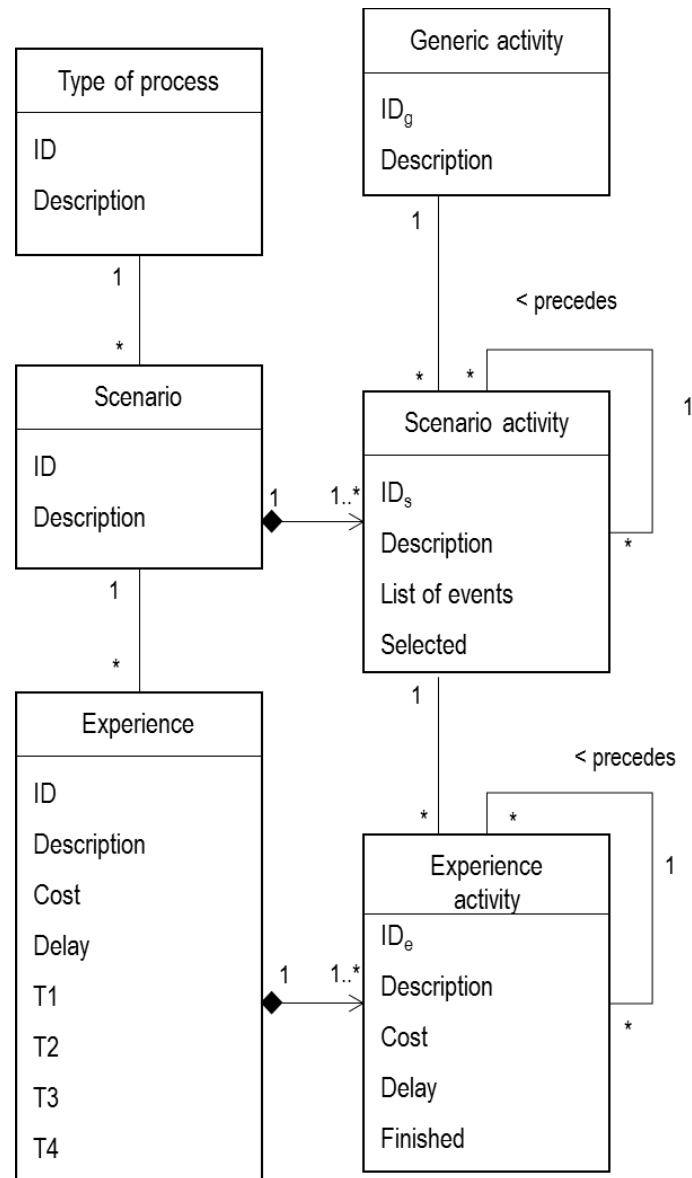 Type of process
ID
Description
1
*
Scenario
ID
Description
1
1..*
1
*
Experience
ID
Description
Cost
Delay
T1
T2
T3
T4
1
1..*
Generic activity
IDg
Description
1
< precedes
*
*
1
Scenario activity
IDs
Description
List of events
Selected
*
1
< precedes
*
*
1
Experience
activity
IDe
Description
Cost
Delay
Finished
*